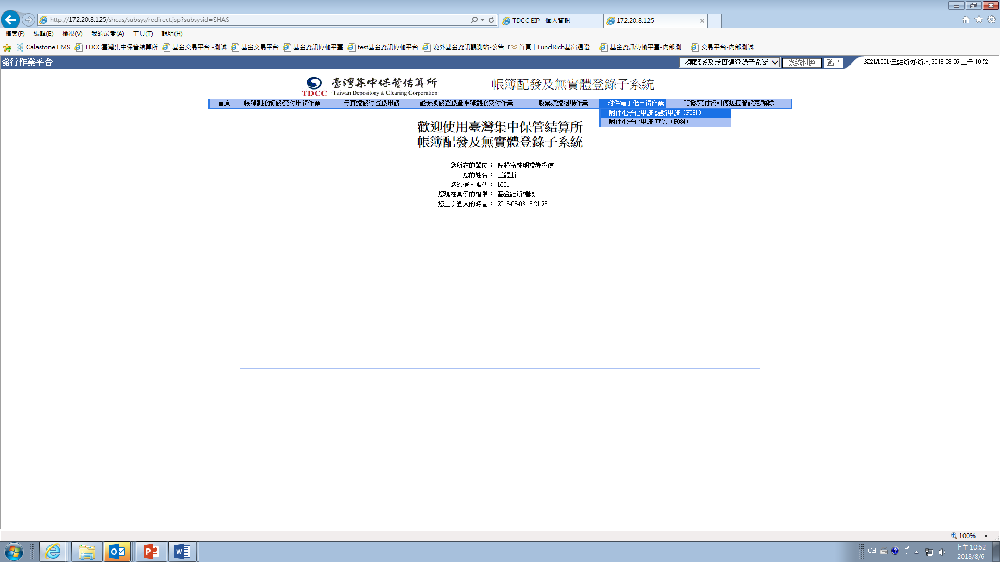 http://172.20.8.125/shcas/subsys/redirect.jsp?subsysid=SHAS
TDCC EIP - 個人資訊
172.20.8.125
檔案(F) 編輯(E) 檢視(V) 我的最愛(A) 工具(T) 說明(H)
Calastone EMS TDCC臺灣集中保管結算所 基金交易平台 -測試 基金交易平台 基金資訊傳輸平臺 test基金資訊傳輸平台 境外基金資訊觀測站-公告 FRS 首頁 | FundRich基富通證... 基金資訊傳輸平臺-內部測... 交易平台-內部測試
發行作業平台
帳簿配發及無實體登錄子系統 系統切換 登出 3Z21/b001/王經辦/承辦人 2018-08-06 上午 10:52
TDCC 臺灣集中保管結算所
Taiwan Depository & Clearing Corporation
帳簿配發及無實體登錄子系統
首頁 帳簿劃撥配發/交付申請作業 無實體發行登錄申請 證券換發登錄暨帳簿劃撥交付作業 股票媒體退場作業 附件電子化申請作業 配發/交付資料傳送控管設定/解除
附件電子化申請-經辦申請（F081）
附件電子化申請-查詢（F084）
歡迎使用臺灣集中保管結算所
帳簿配發及無實體登錄子系統
您所在的單位： 摩根富林明證券投信
您的姓名： 王經辦
您的登入帳號： b001
您現在具備的權限： 基金經辦權限
您上次登入的時間： 2018-08-03 18:21:28
100%
CH
上午 10:52
2018/8/6